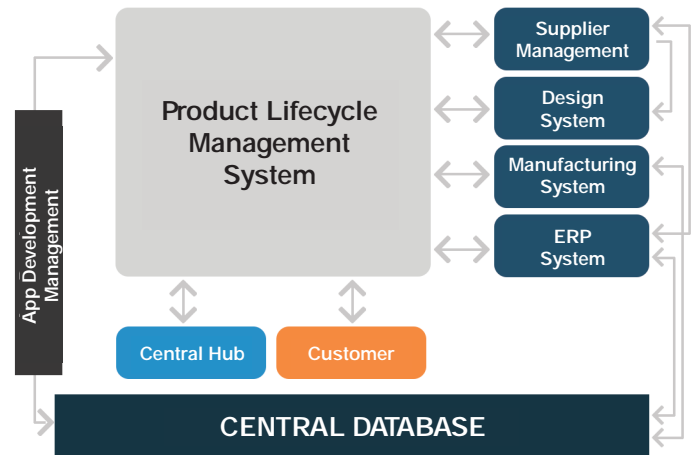 Product Lifecycle
Management
System
Supplier
Management
Design
System
Manufacturing
System
ERP
System
App Development
Management
Central Hub
Customer
CENTRAL DATABASE